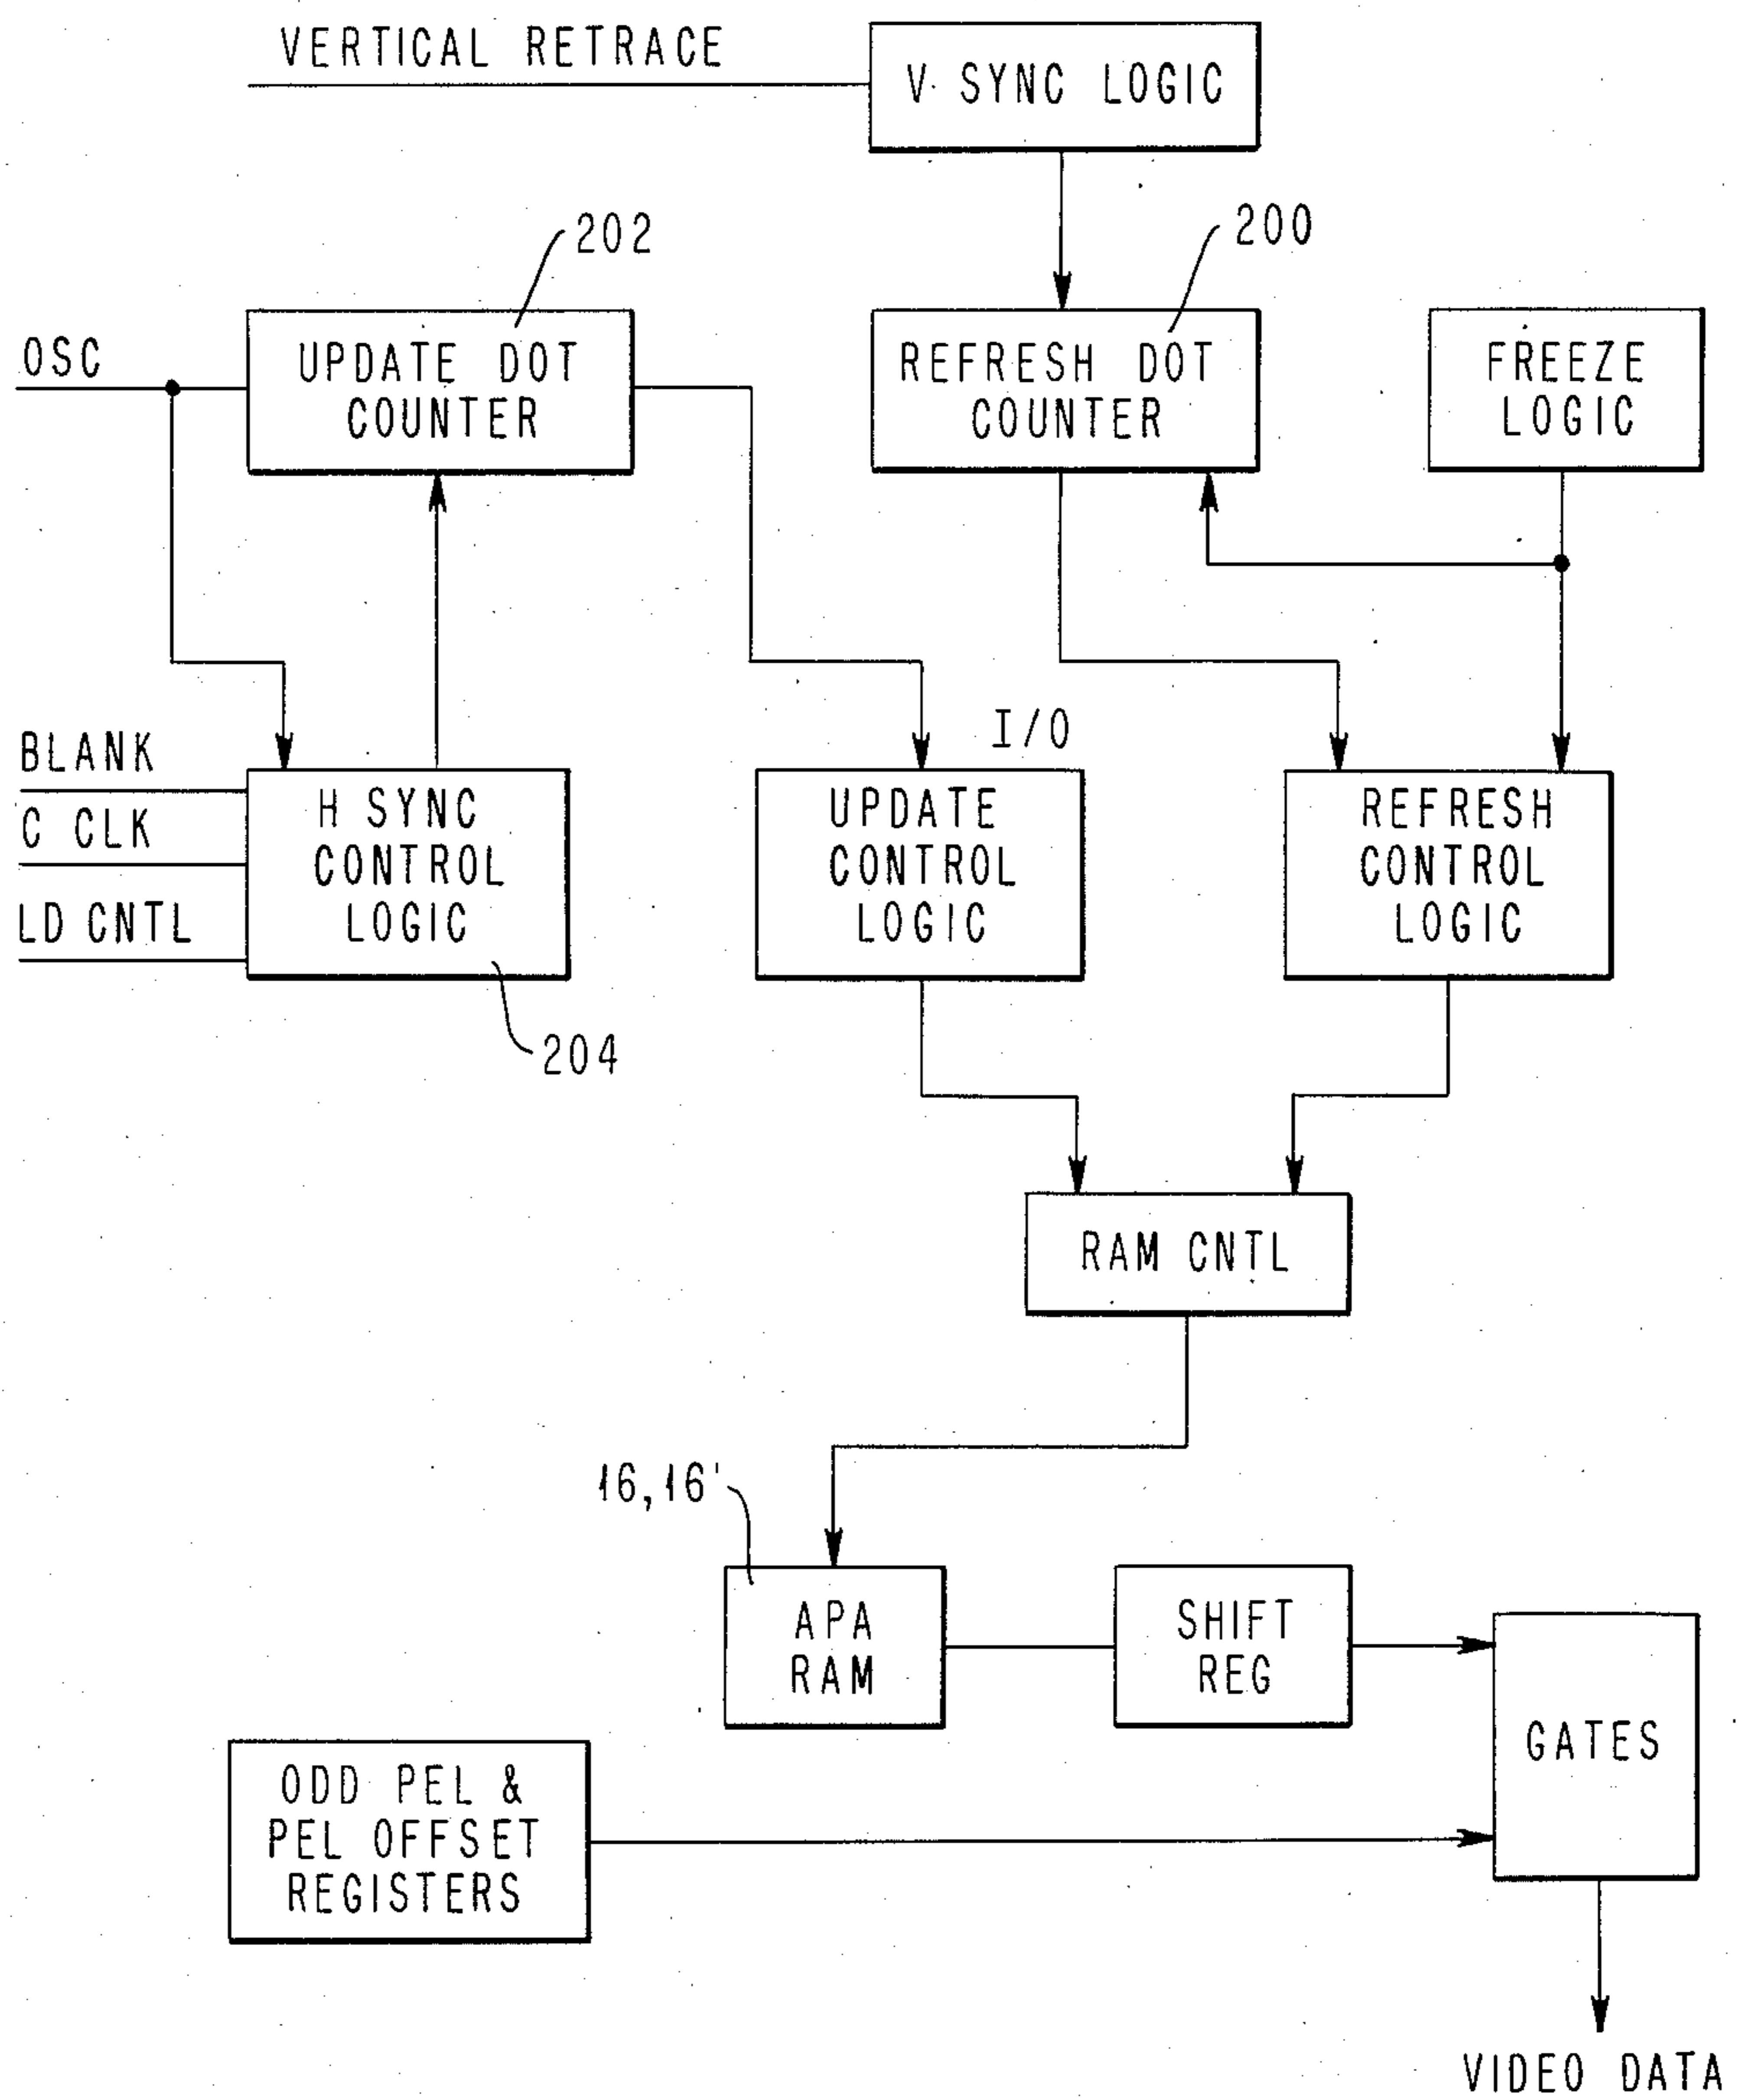 VERTICAL RETRACE
V SYNC LOGIC
202
200
OSC
UPDATE DOT
COUNTER
REFRESH DOT
COUNTER
FREEZE
LOGIC
I/O
BLANK
C CLK
LD CNTL
H SYNC
CONTROL
LOGIC
UPDATE
CONTROL
LOGIC
REFRESH
CONTROL
LOGIC
204
RAM CNTL
16,16'
APA
RAM
SHIFT
REG
GATES
ODD PEL &
PEL OFFSET
REGISTERS
VIDEO DATA